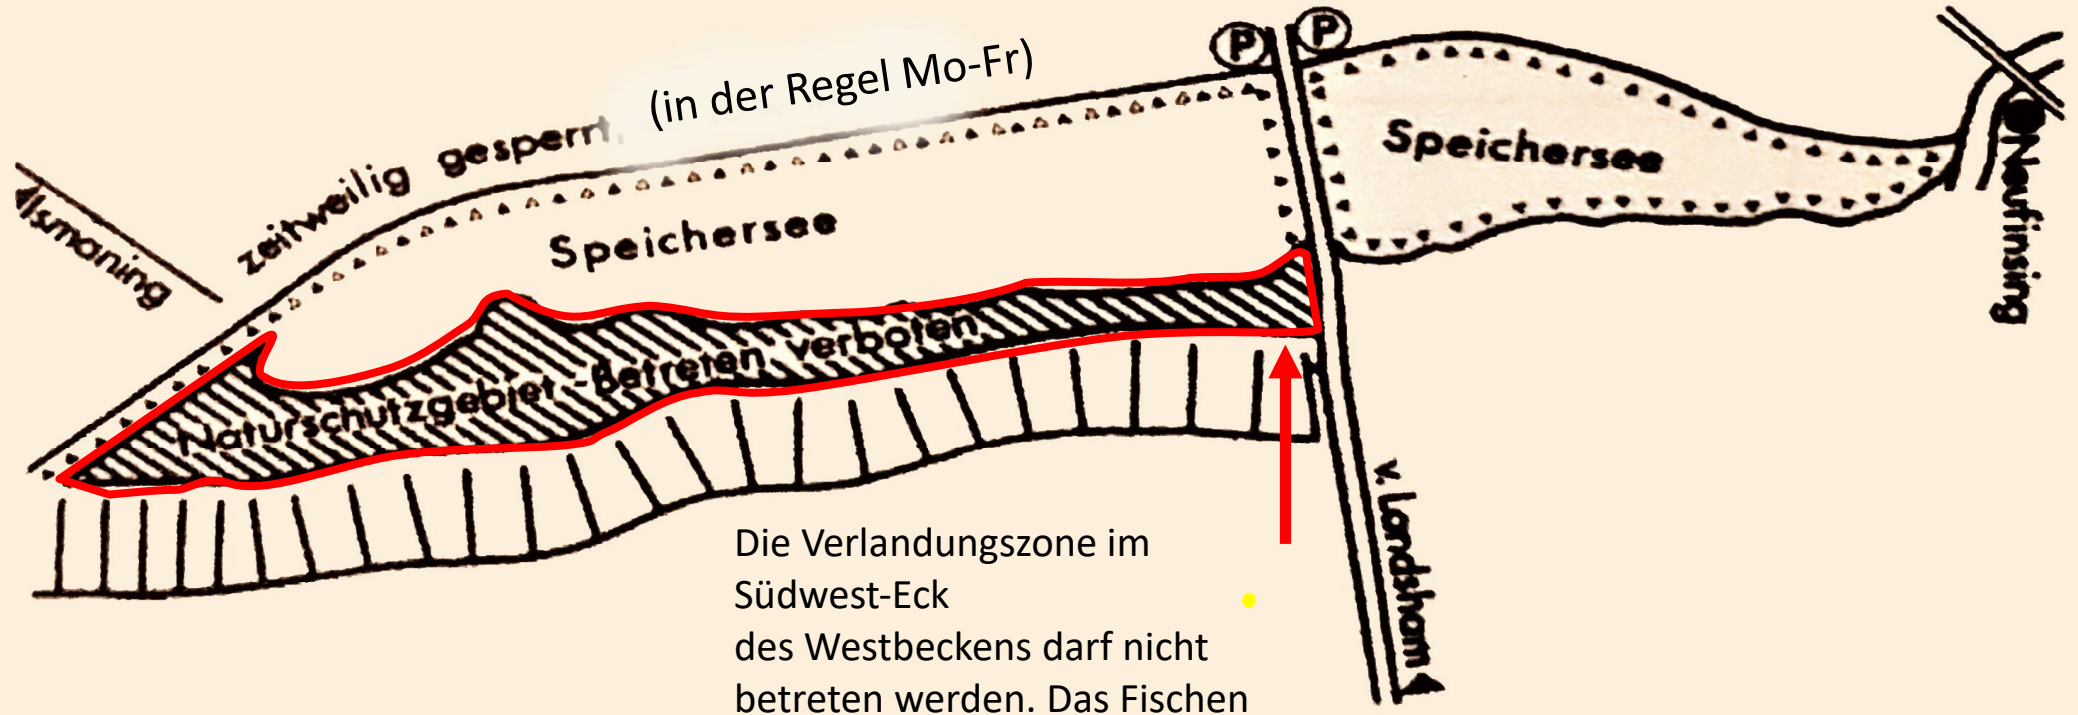 (in der Regel Mo-Fr)
zeitweilig gesperrt
P
P
Speichersee
Speichersee
Ismaning
Neufinsing
Naturschutzgebiet - Betreten verboten
v. Landsham
Die Verlandungszone im
Südwest-Eck
des Westbeckens darf nicht
betreten werden. Das Fischen